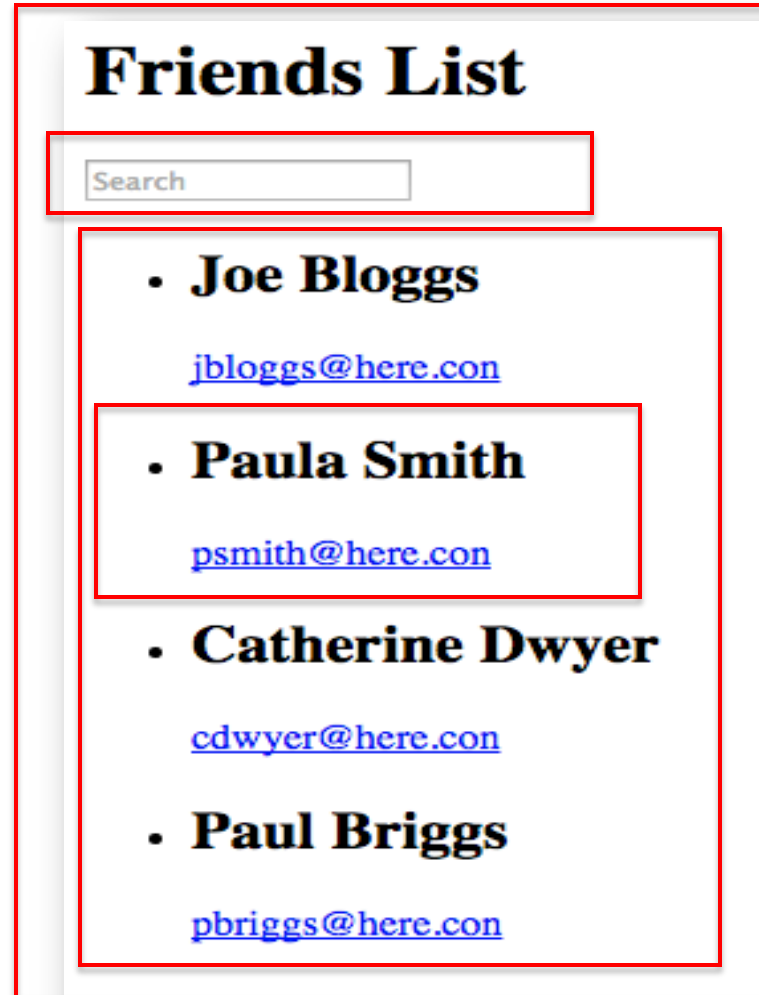 Friends List
Search
Joe Bloggs
jbloggs@here.con
Paula Smith
psmith@here.con
Catherine Dwyer
cdwyer@here.con
Paul Briggs
pbriggs@here.con